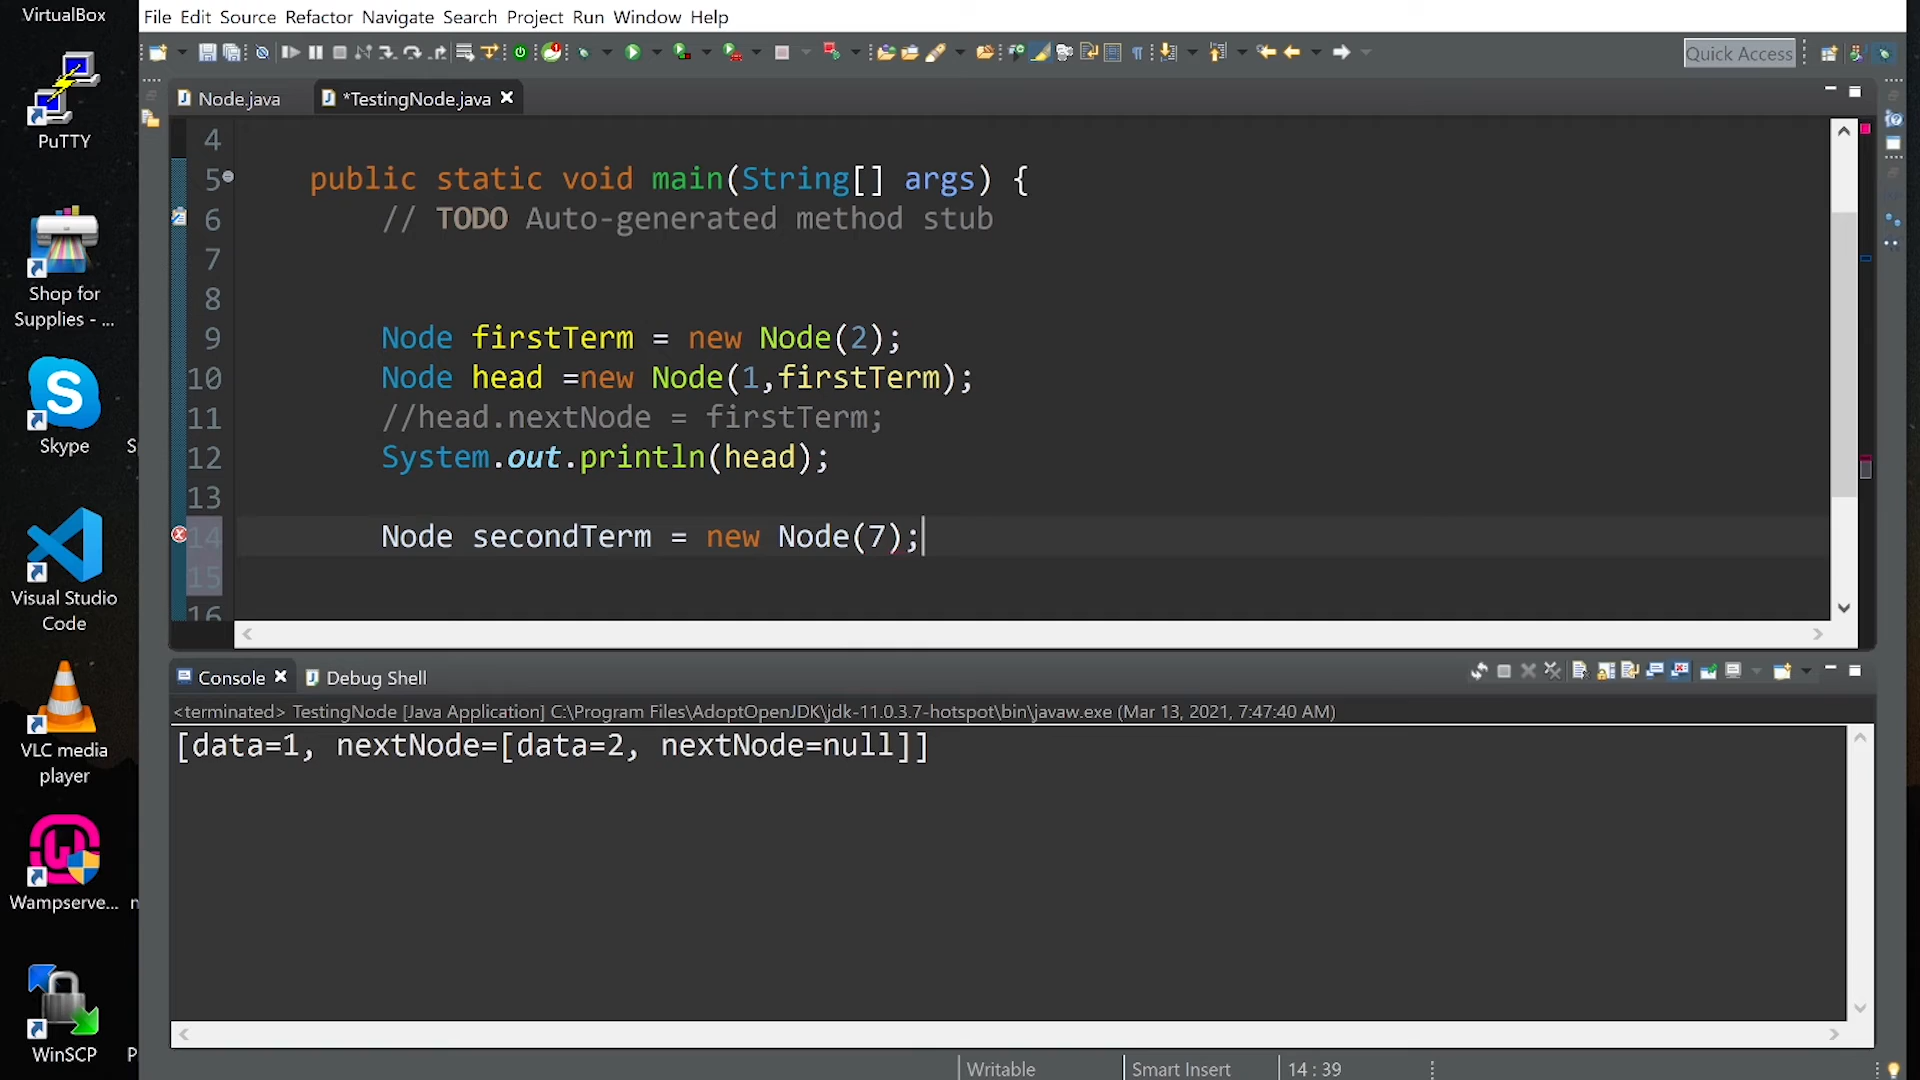 VirtualBox
PuTTY
Shop for
Supplies - ...
Skype
S
Visual Studio
Code
VLC media
player
Wampserve...
n
WinSCP
P
File Edit Source Refactor Navigate Search Project Run Window Help
Quick Access
Node.java
*TestingNode.java
4
5 public static void main(String[] args) {
6 // TODO Auto-generated method stub
7
8
9 Node firstTerm = new Node(2);
10 Node head =new Node(1,firstTerm);
11 //head.nextNode = firstTerm;
12 System.out.println(head);
13
14 Node secondTerm = new Node(7);
15
16
Console
Debug Shell
<terminated> TestingNode [Java Application] C:\Program Files\AdoptOpenJDK\jdk-11.0.3.7-hotspot\bin\javaw.exe (Mar 13, 2021, 7:47:40 AM)
[data=1, nextNode=[data=2, nextNode=null]]
Writable
Smart Insert
14 : 39